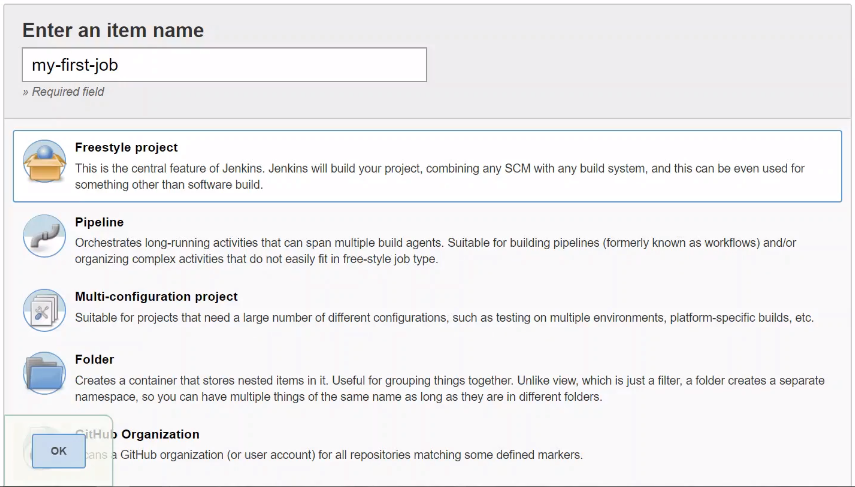 Enter an item name
my-first-job
» Required field
Freestyle project
This is the central feature of Jenkins. Jenkins will build your project, combining any SCM with any build system, and this can be even used for
something other than software build.
Pipeline
Orchestrates long-running activities that can span multiple build agents. Suitable for building pipelines (formerly known as workflows) and/or
organizing complex activities that do not easily fit in free-style job type.
Multi-configuration project
Suitable for projects that need a large number of different configurations, such as testing on multiple environments, platform-specific builds, etc.
Folder
Creates a container that stores nested items in it. Useful for grouping things together. Unlike view, which is just a filter, a folder creates a separate
namespace, so you can have multiple things of the same name as long as they are in different folders.
GitHub Organization
a GitHub organization (or user account) for all repositories matching some defined markers.
OK